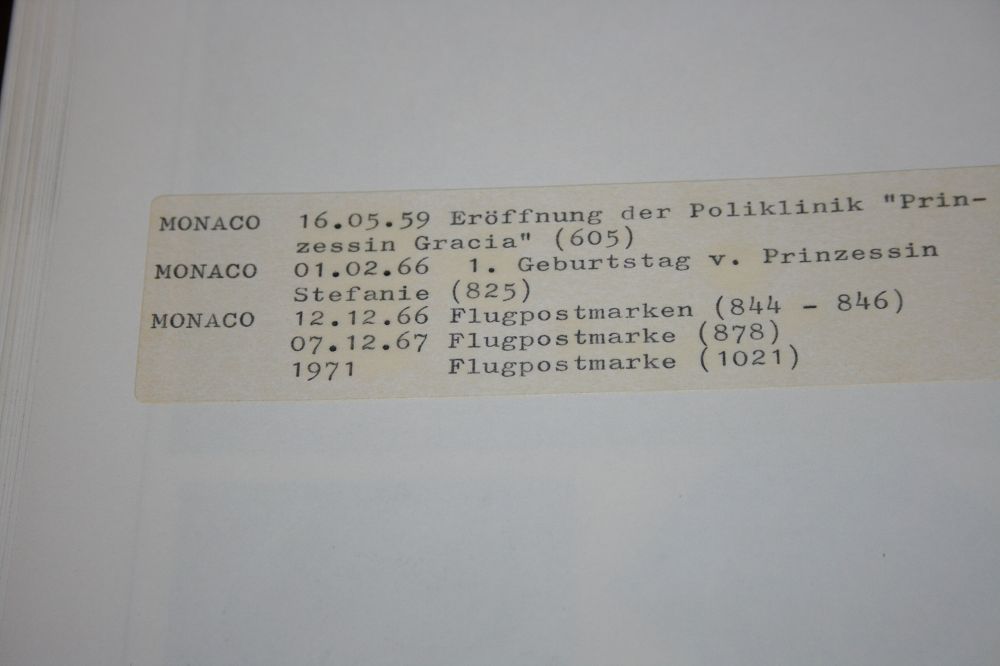 MONACO 16.05.59 Eröffnung der Poliklinik "Prin-
zessin Gracia" (605)
MONACO 01.02.66 1. Geburtstag v. Prinzessin
Stefanie (825)
MONACO 12.12.66 Flugpostmarken (844 - 846)
07.12.67 Flugpostmarke (878)
1971 Flugpostmarke (1021)